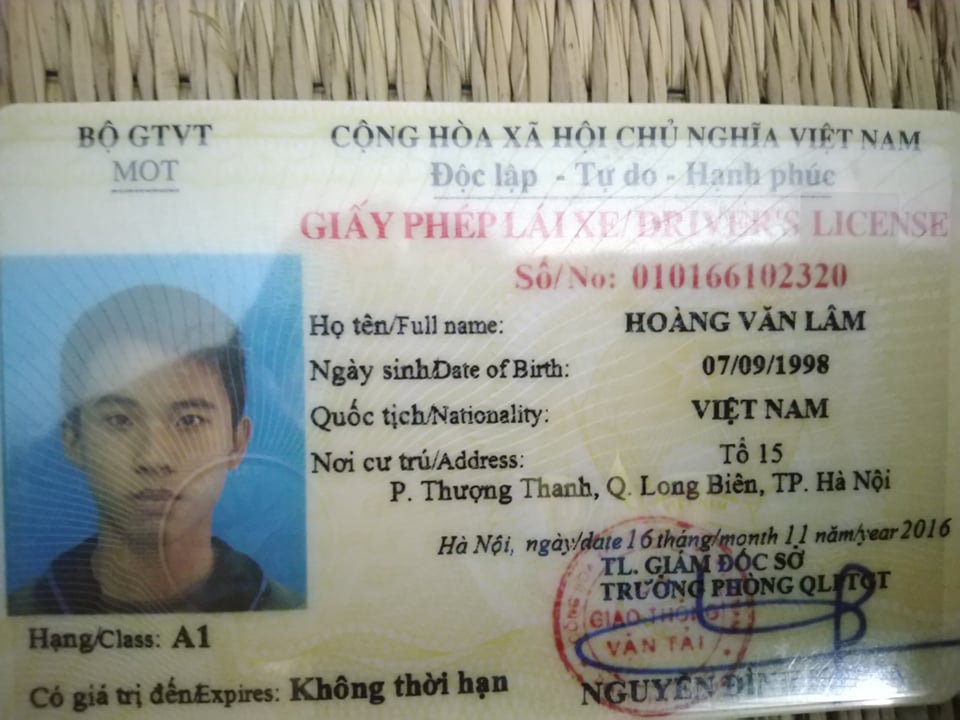 BỘ GTVT
MOT
CỘNG HÒA XÃ HỘI CHỦ NGHĨA VIỆT NAM
Độc lập - Tự do - Hạnh phúc
GIẤY PHÉP LÁI XE/DRIVER'S LICENSE
Số/No: 010166102320
Họ tên/Full name: HOÀNG VĂN LÂM
Ngày sinh/Date of Birth: 07/09/1998
Quốc tịch/Nationality: VIỆT NAM
Nơi cư trú/Address: Tổ 15
P. Thượng Thanh, Q. Long Biên, TP. Hà Nội
Hà Nội, ngày/date 16 tháng/month 11 năm/year 2016
TL. GIÁM ĐỐC SỞ
TRƯỞNG PHÒNG QLPTGT
GIAO THÔNG
VẬN TẢI
NGUYỄN
Hạng/Class: A1
Có giá trị đến/Expires: Không thời hạn